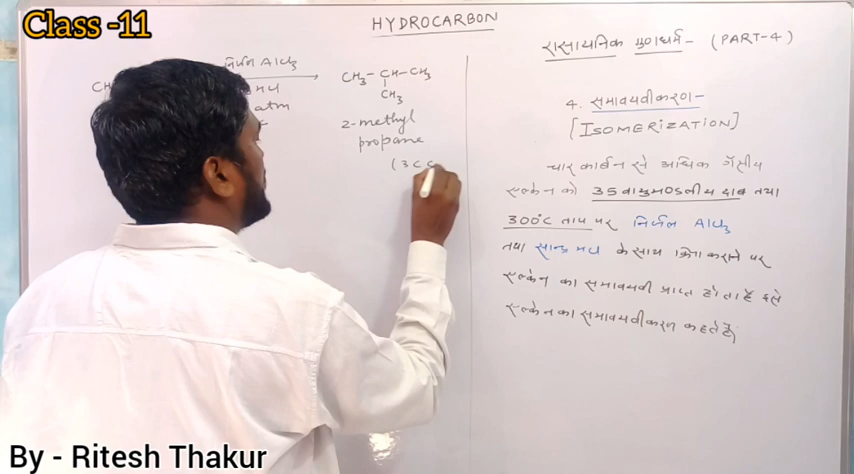 Class -11
HYDROCARBON
रासायनिक गुणधर्म - (PART-4)
निर्जल AlCl3
CH
atm
CH3-CH-CH3
CH3
2-methyl
propane
(3CC
4. समावयवीकरण -
[ISOMERIZATION]
चार कार्बन से अधिक गैसीय
एल्केन को 35 वायुमण्डलीय दाब तथा
300°C ताप पर निर्जल AlCl3
तथा सान्द्र HCl के साथ क्रिया कराने पर
एल्केन का समावयवी प्राप्त होता है इसे
एल्केन का समावयवीकरण कहते हैं।
By - Ritesh Thakur